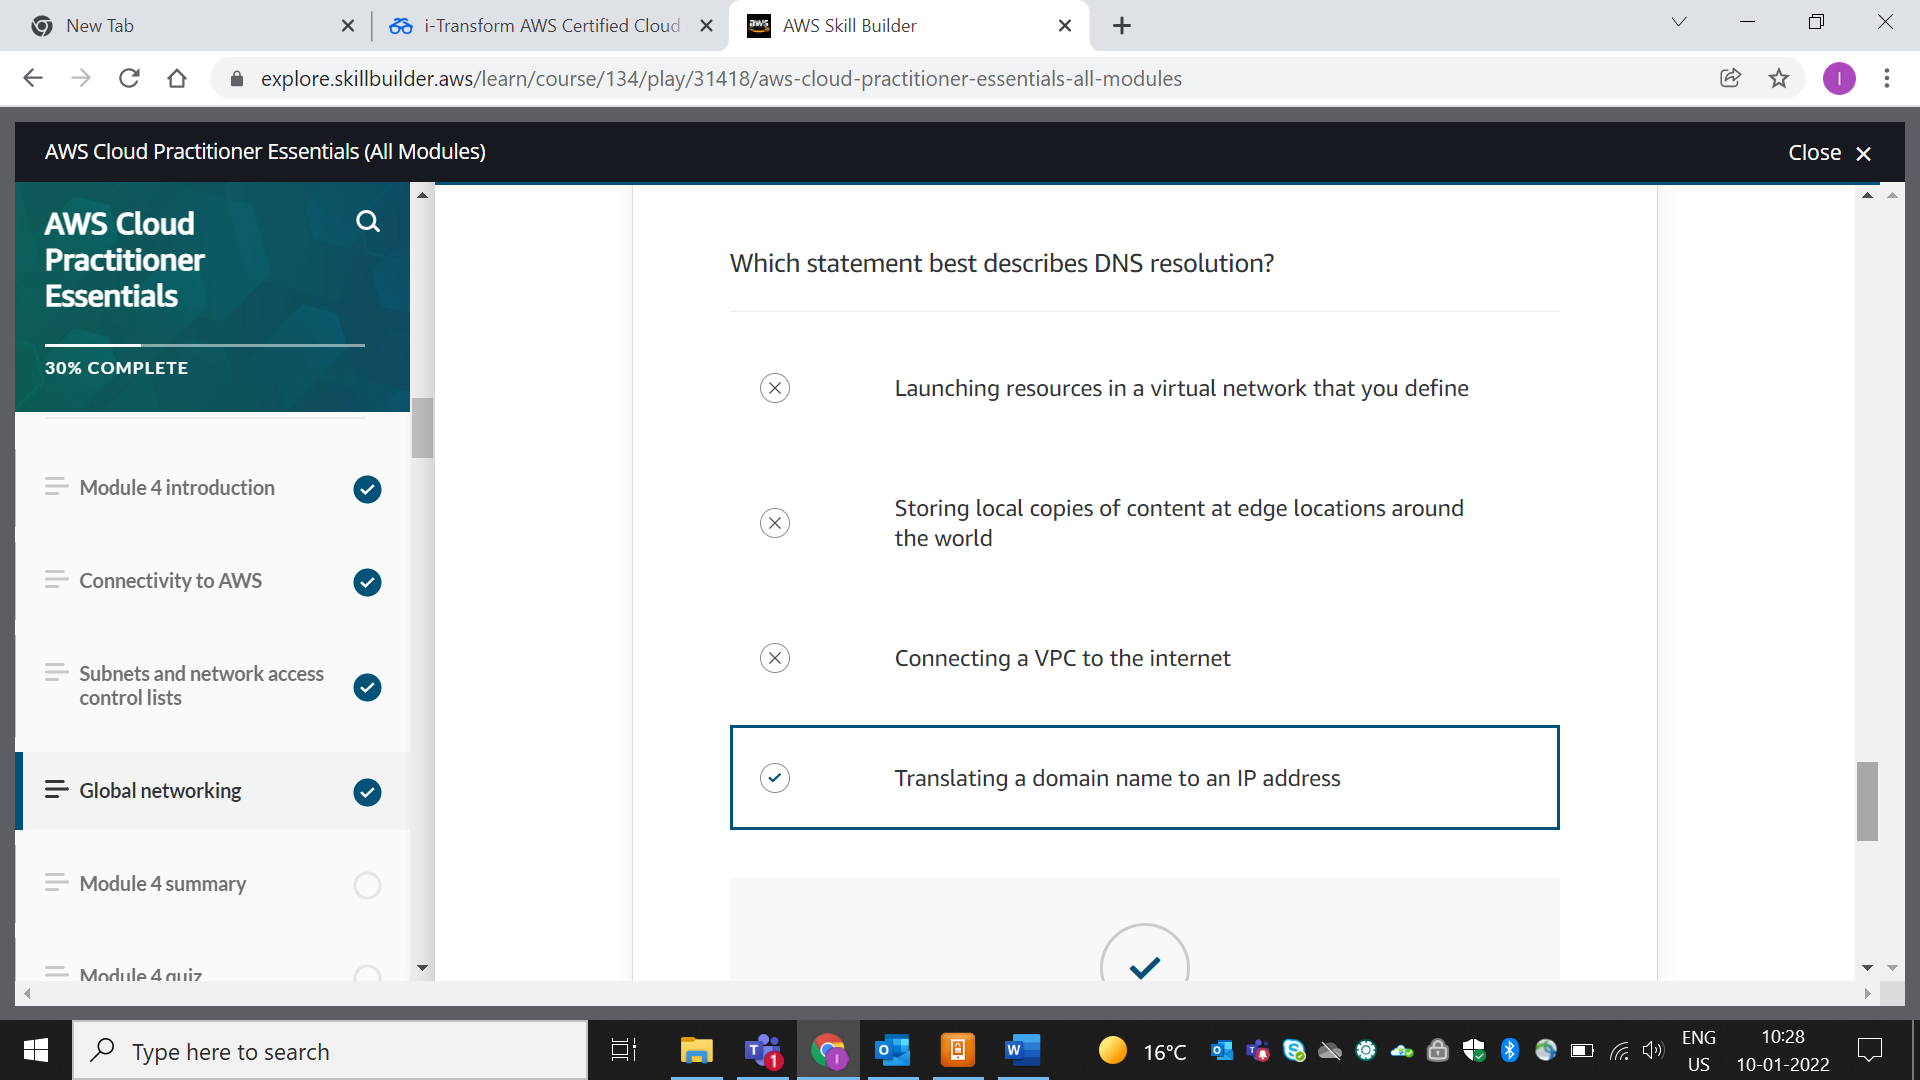 New Tab
i-Transform AWS Certified Cloud
aws
AWS Skill Builder
explore.skillbuilder.aws/learn/course/134/play/31418/aws-cloud-practitioner-essentials-all-modules
I
AWS Cloud Practitioner Essentials (All Modules)
Close
AWS Cloud
Practitioner
Essentials
30% COMPLETE
Module 4 introduction
Connectivity to AWS
Subnets and network access
control lists
Global networking
Module 4 summary
Module 4 quiz
Which statement best describes DNS resolution?
Launching resources in a virtual network that you define
Storing local copies of content at edge locations around
the world
Connecting a VPC to the internet
Translating a domain name to an IP address
Type here to search
1
16°C
ENG
US
10:28
10-01-2022